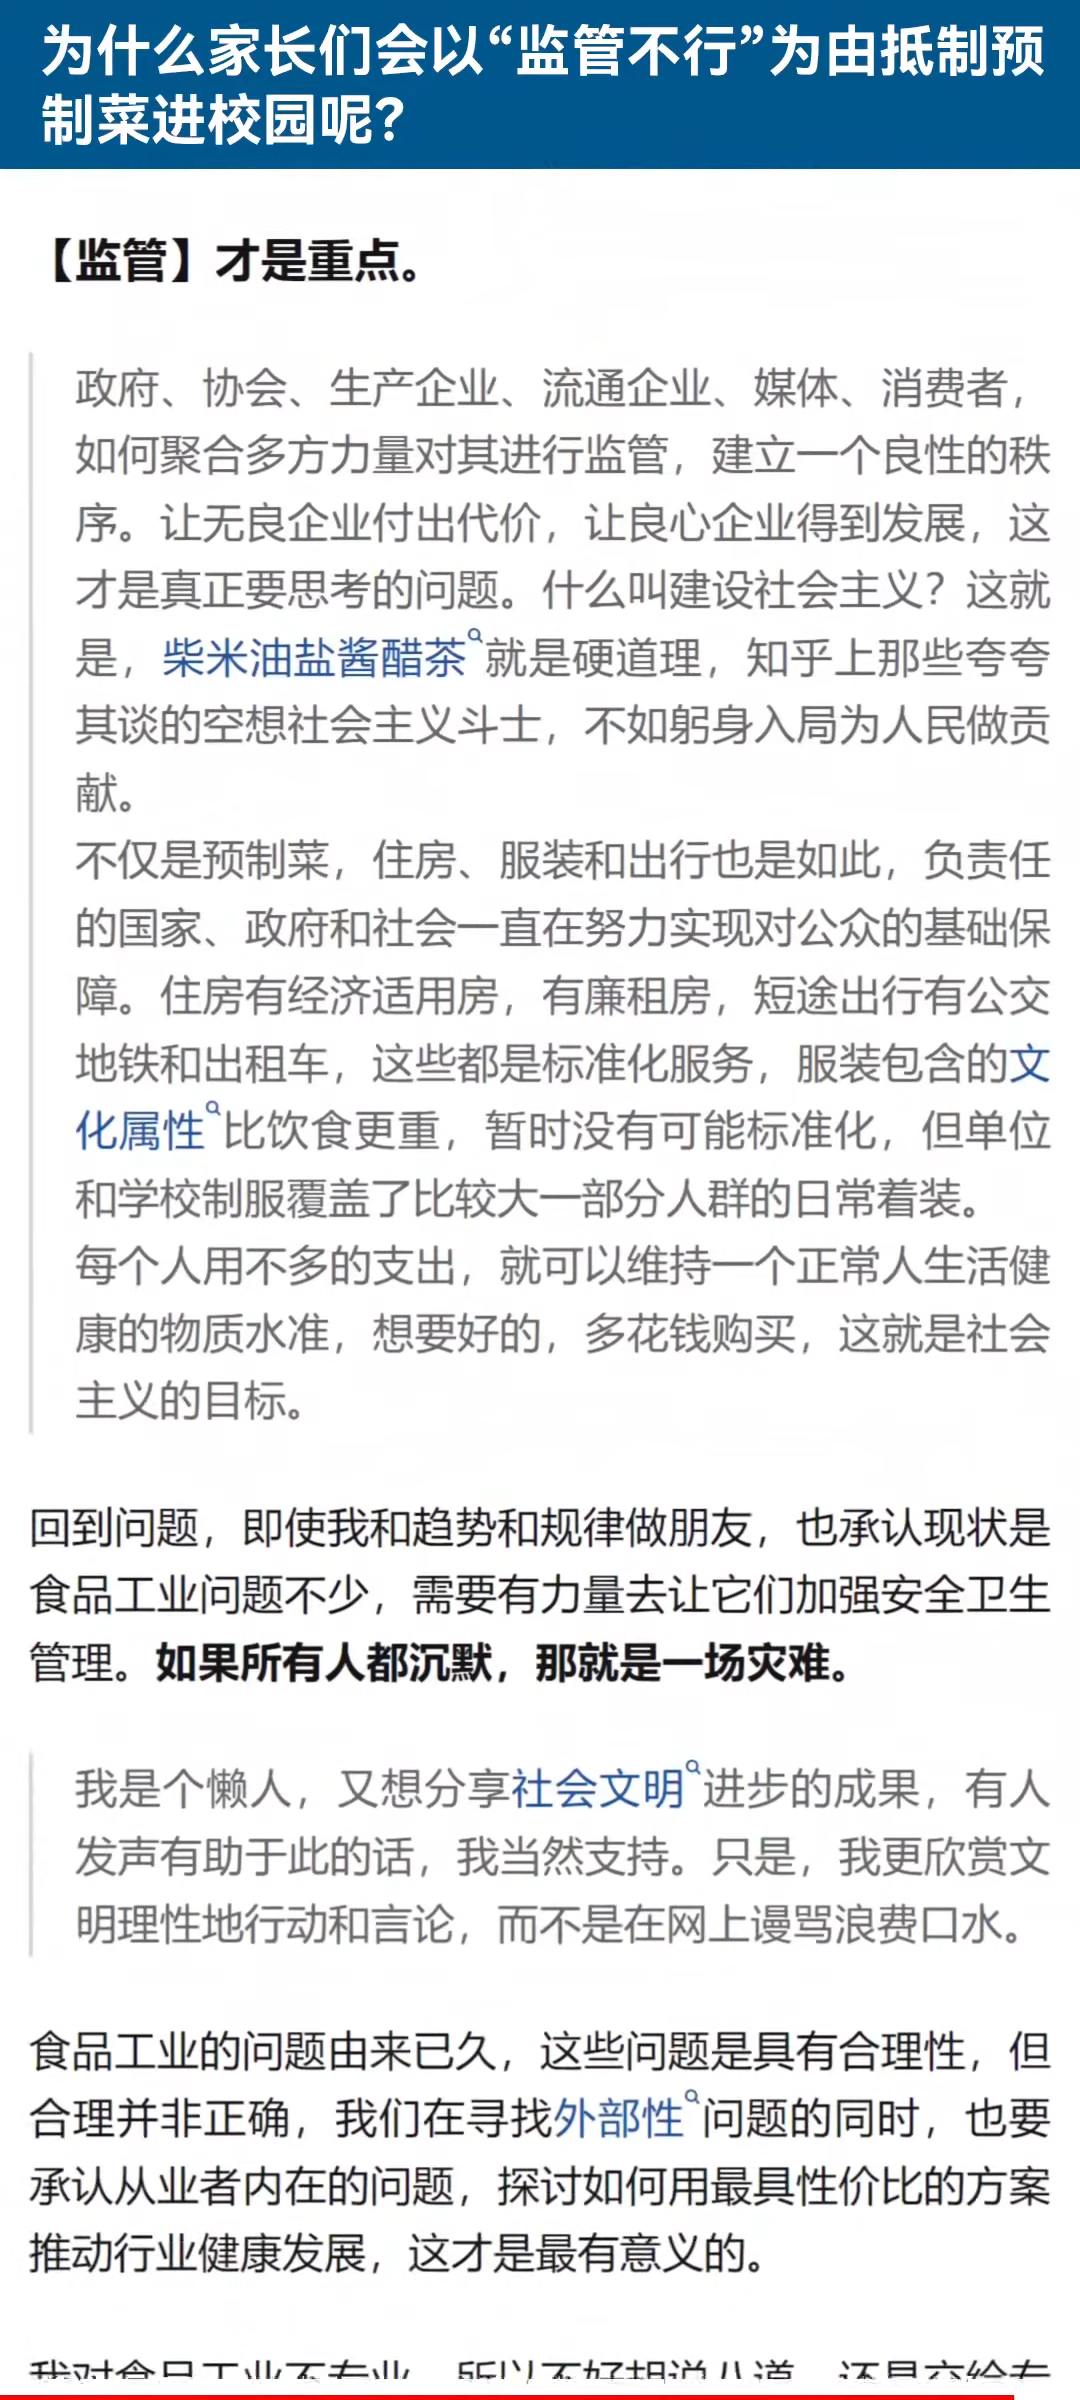 为什么家长们会以“监管不行”为由抵制预
制菜进校园呢？
【监管】才是重点。
政府、协会、生产企业、流通企业、媒体、消费者，
如何聚合多方力量对其进行监管，建立一个良性的秩
序。让无良企业付出代价，让良心企业得到发展，这
才是真正要思考的问题。什么叫建设社会主义？这就
是，柴米油盐酱醋茶就是硬道理，知乎上那些夸夸
其谈的空想社会主义斗士，不如躬身入局为人民做贡
献。
不仅是预制菜，住房、服装和出行也是如此，负责任
的国家、政府和社会一直在努力实现对公众的基础保
障。住房有经济适用房，有廉租房，短途出行有公交
地铁和出租车，这些都是标准化服务，服装包含的文
化属性比饮食更重，暂时没有可能标准化，但单位
和学校制服覆盖了比较大一部分人群的日常着装。
每个人用不多的支出，就可以维持一个正常人生活健
康的物质水准，想要好的，多花钱购买，这就是社会
主义的目标。
回到问题，即使我和趋势和规律做朋友，也承认现状是
食品工业问题不少，需要有力量去让它们加强安全卫生
管理。如果所有人都沉默，那就是一场灾难。
我是个懒人，又想分享社会文明进步的成果，有人
发声有助于此的话，我当然支持。只是，我更欣赏文
明理性地行动和言论，而不是在网上谩骂浪费口水。
食品工业的问题由来已久，这些问题是具有合理性，但
合理并非正确，我们在寻找外部性问题的同时，也要
承认从业者内在的问题，探讨如何用最具性价比的方案
推动行业健康发展，这才是最有意义的。
我对食品工业不专业，所以不好胡说八道，还是交给专